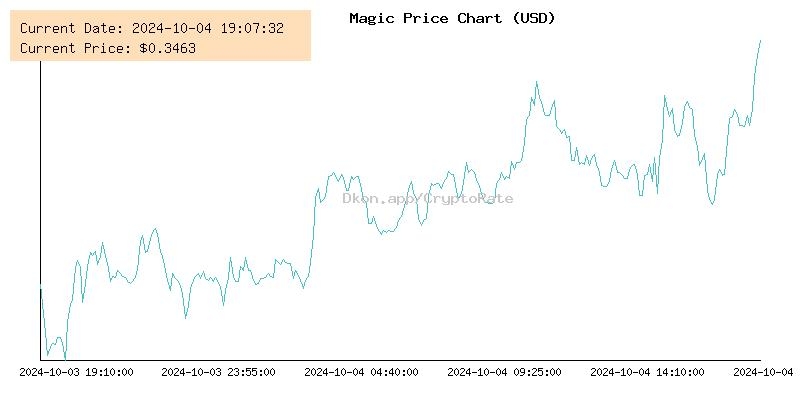 Magic Price Chart (USD)
Current Date: 2024-10-04 19:07:32
Current Price: $0.3463
Dkon.app/CryptoRate
2024-10-03 19:10:00 2024-10-03 23:55:00 2024-10-04 04:40:00 2024-10-04 09:25:00 2024-10-04 14:10:00 2024-10-04